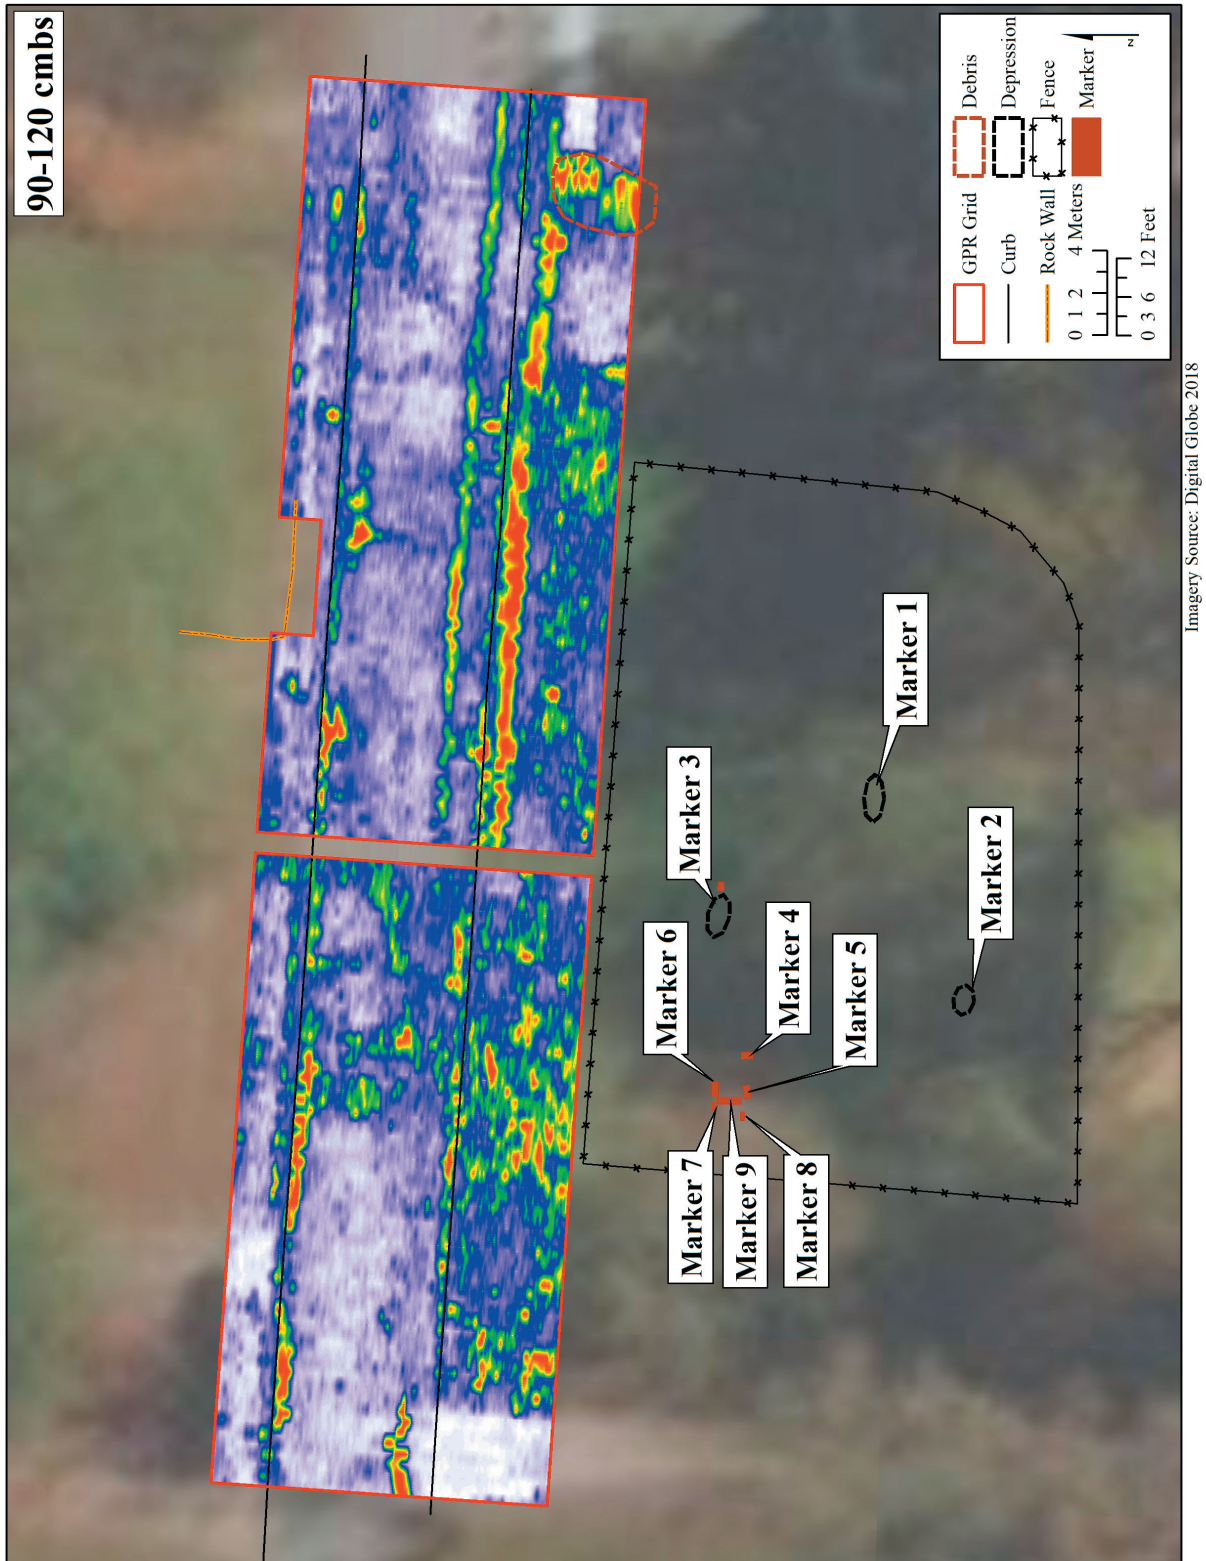 90-120 cmbs
Marker 1
Marker 2
Marker 3
Marker 4
Marker 5
Marker 6
Marker 7
Marker 9
Marker 8
GPR Grid
Curb
Rock Wall
Debris
Depression
Fence
Marker
0 1 2 4 Meters
0 3 6 12 Feet
N
Imagery Source: Digital Globe 2018